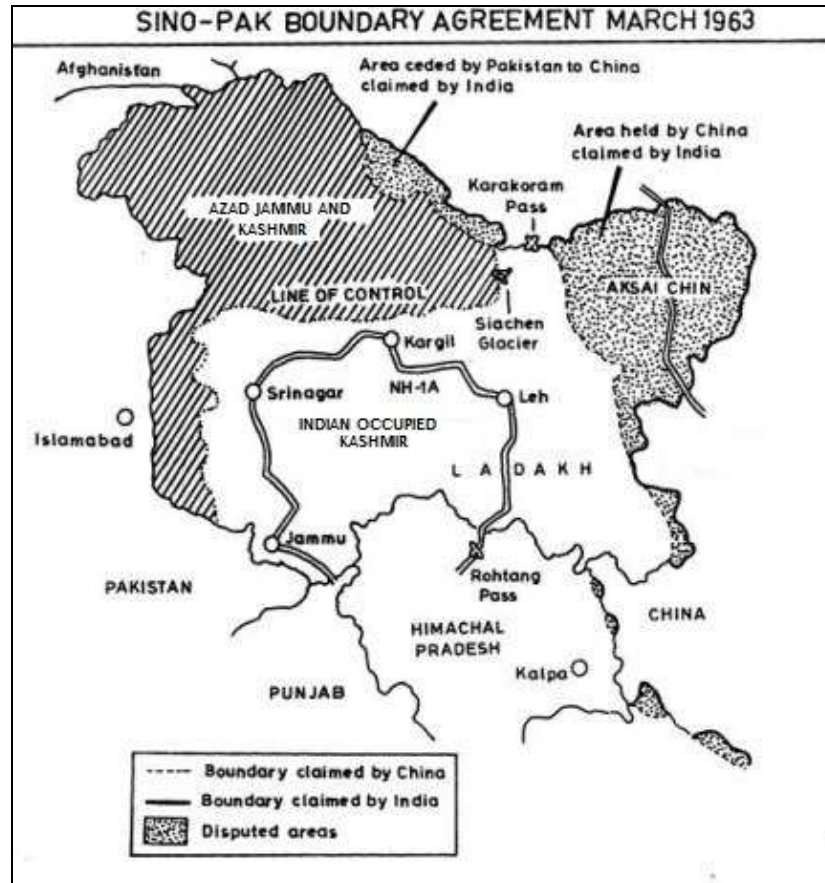 SINO-PAK BOUNDARY AGREEMENT MARCH 1963
Afghanistan
Area ceded by Pakistan to China
claimed by India
Area held by China
claimed by India
Karakoram
Pass
AZAD JAMMU AND
KASHMIR
AKSAI CHIN
LINE OF CONTROL
Siachen
Glacier
Kargil
NH-1A
Srinagar
Leh
INDIAN OCCUPIED
KASHMIR
Islamabad
LADAKH
Jammu
Rohtang
Pass
PAKISTAN
CHINA
HIMACHAL
PRADESH
Kalpa
PUNJAB
Boundary claimed by China
Boundary claimed by India
Disputed areas